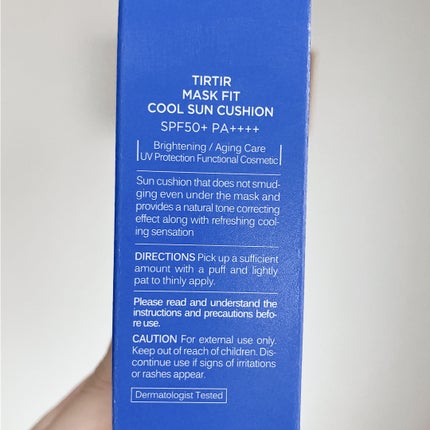 TIRTIR
MASK FIT
COOL SUN CUSHION
SPF50+ PA++++
Brightening / Aging Care
UV Protection Functional Cosmetic
Sun cushion that does not smud-
ging even under the mask and
provides a natural tone correcting
effect along with refreshing cool-
ing sensation
DIRECTIONS Pick up a sufficient
amount with a puff and lightly
pat to thinly apply.
Please read and understand the
instructions and precautions befo-
re use.
CAUTION For external use only.
Keep out of reach of children. Dis-
continue use if signs of irritations
or rashes appear.
Dermatologist Tested